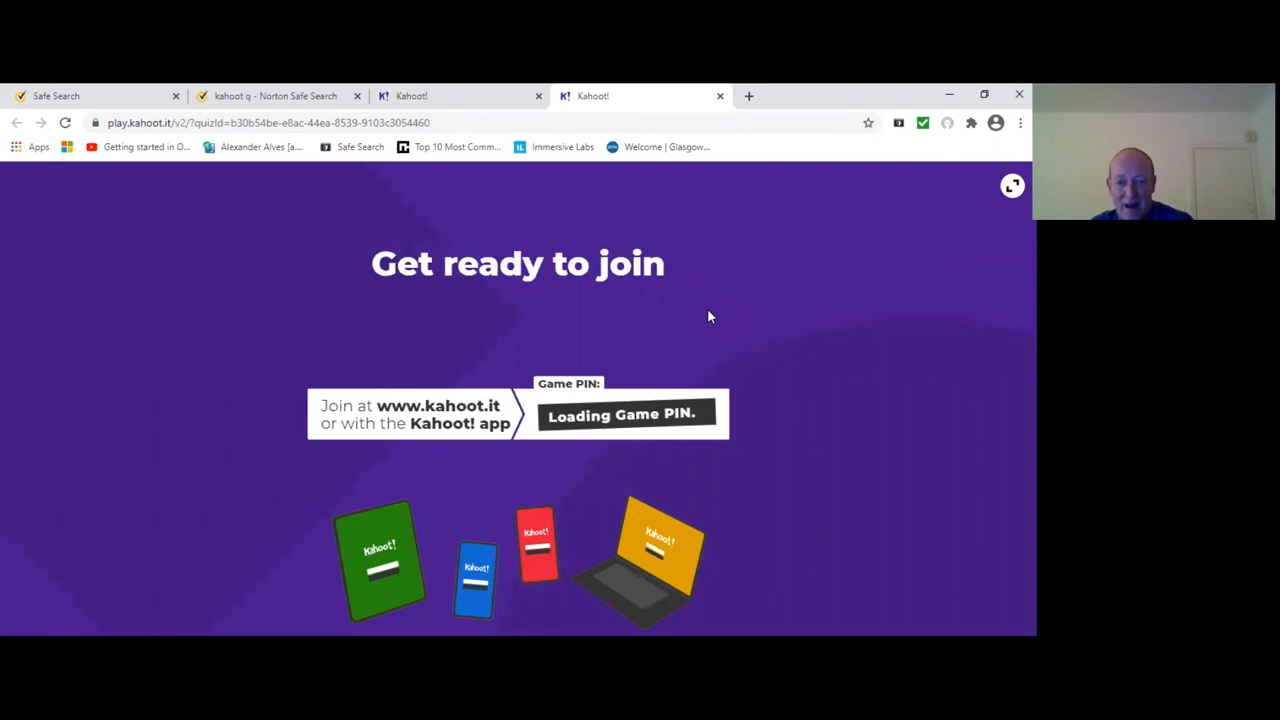 Safe Search
kahoot q - Norton Safe Search
K! Kahoot!
K! Kahoot!
play.kahoot.it/v2/?quizId=b30b54be-e8ac-44ea-8539-9103c3054460
Apps
Getting started in O...
Alexander Alves [a....
Safe Search
Top 10 Most Comm...
Immersive Labs
Welcome | Glasgow...
Get ready to join
Game PIN:
Join at www.kahoot.it
or with the Kahoot! app
Loading Game PIN.
Kahoot!
Kahoot!
Kahoot!
Kahoot!